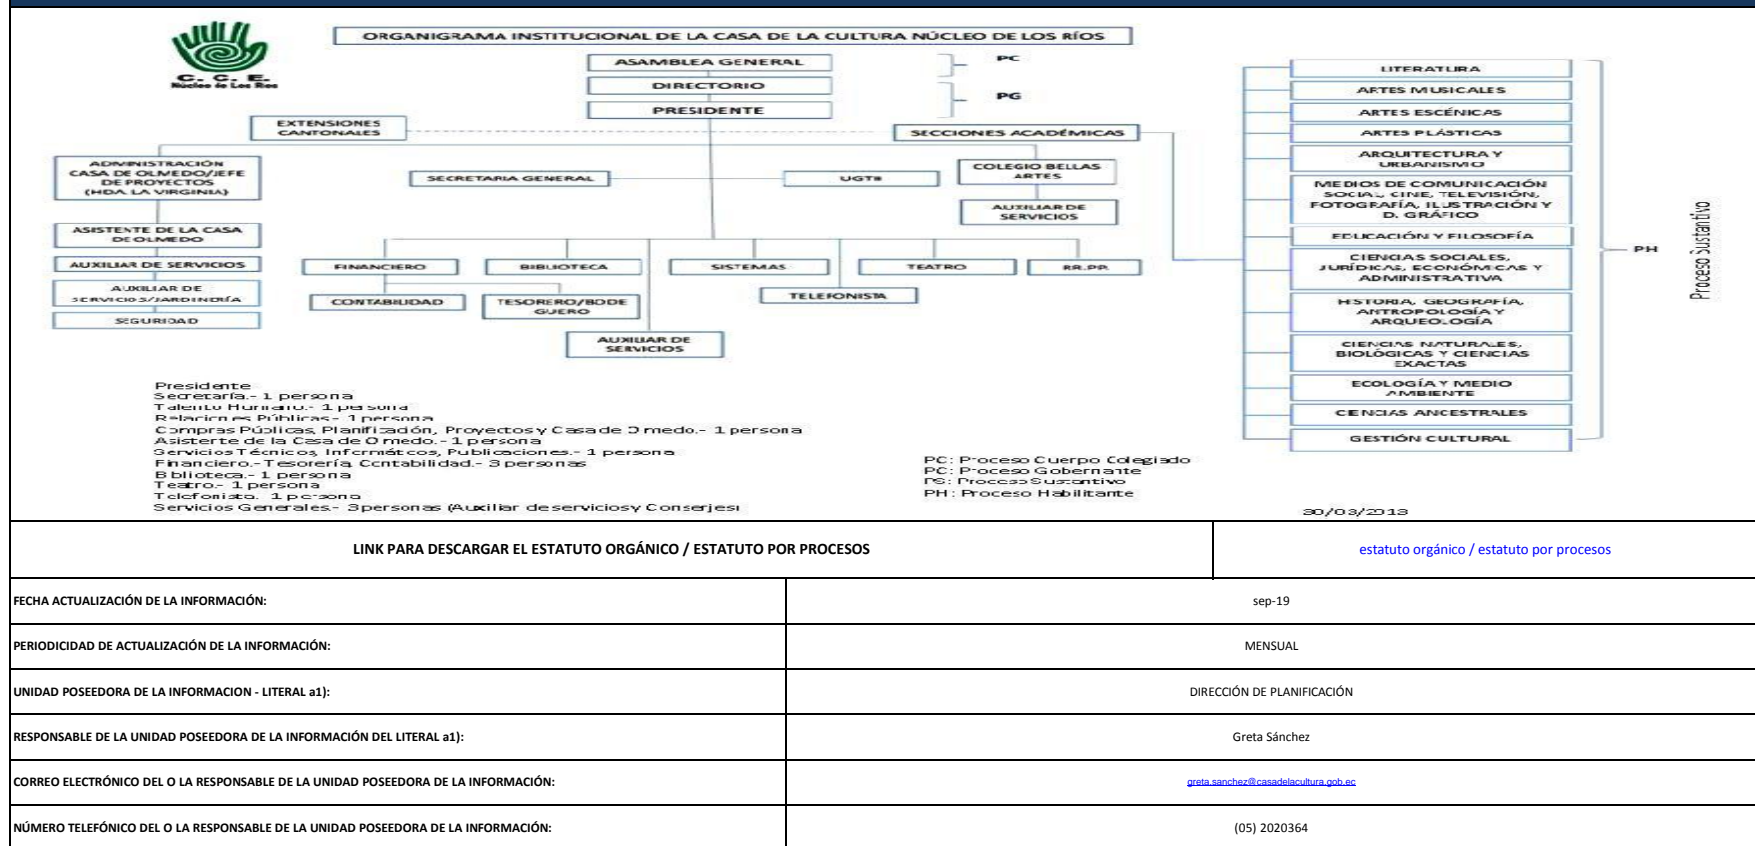 ORGANIGRAMA INSTITUCIONAL DE LA CASA DE LA CULTURA NÚCLEO DE LOS RÍOS
C. C. E.
Núcleo de Los Ríos
ASAMBLEA GENERAL
PC
DIRECTORIO
PG
PRESIDENTE
EXTENSIONES
CANTONALES
SECCIONES ACADÉMICAS
ADMINISTRACIÓN
CASA DE OLMEDO/JEFE
DE PROYECTOS
(HDA. LA VIRGINIA)
SECRETARIA GENERAL
UGTH
COLEGIO BELLAS
ARTES
AUXILIAR DE
SERVICIOS
ASISTENTE DE LA CASA
DE OLMEDO
AUXILIAR DE SERVICIOS
AUXILIAR DE
SERVICIOS/JARDINERÍA
SEGURIDAD
FINANCIERO
BIBLIOTECA
SISTEMAS
TEATRO
RR.PP.
CONTABILIDAD
TESORERO/BODE
GUERO
TELEFONISTA
AUXILIAR DE
SERVICIOS
LITERATURA
ARTES MUSICALES
ARTES ESCÉNICAS
ARTES PLÁSTICAS
ARQUITECTURA Y
URBANISMO
MEDIOS DE COMUNICACIÓN
SOCIAL, CINE, TELEVISIÓN,
FOTOGRAFÍA, ILUSTRACIÓN Y
D. GRÁFICO
EDUCACIÓN Y FILOSOFÍA
CIENCIAS SOCIALES,
JURÍDICAS, ECONÓMICAS Y
ADMINISTRATIVA
HISTORIA, GEOGRAFÍA,
ANTROPOLOGÍA Y
ARQUEOLOGÍA
CIENCIAS NATURALES,
BIOLÓGICAS Y CIENCIAS
EXACTAS
ECOLOGÍA Y MEDIO
AMBIENTE
CIENCIAS ANCESTRALES
GESTIÓN CULTURAL
PH
Proceso Sustantivo
Presidente
Secretaría.- 1 persona
Talento Humano.- 1 persona
Relaciones Públicas.- 1 persona
Compras Públicas, Planificación, Proyectos y Casa de Olmedo.- 1 persona
Asistente de la Casa de Olmedo.- 1 persona
Servicios Técnicos, Informáticos, Publicaciones.- 1 persona
Financiero.- Tesorería, Contabilidad.- 3 personas
Biblioteca.- 1 persona
Teatro.- 1 persona
Telefonista. 1 persona
Servicios Generales.- 3personas (Auxiliar de servicios y Conserjes)
PC: Proceso Cuerpo Colegiado
PC: Proceso Gobernante
PS: Proceso Sustantivo
PH: Proceso Habilitante
LINK PARA DESCARGAR EL ESTATUTO ORGÁNICO / ESTATUTO POR PROCESOS
estatuto orgánico / estatuto por procesos
FECHA ACTUALIZACIÓN DE LA INFORMACIÓN:
sep-19
PERIODICIDAD DE ACTUALIZACIÓN DE LA INFORMACIÓN:
MENSUAL
UNIDAD POSEEDORA DE LA INFORMACION - LITERAL a1):
DIRECCIÓN DE PLANIFICACIÓN
RESPONSABLE DE LA UNIDAD POSEEDORA DE LA INFORMACIÓN DEL LITERAL a1):
Greta Sánchez
CORREO ELECTRÓNICO DEL O LA RESPONSABLE DE LA UNIDAD POSEEDORA DE LA INFORMACIÓN:
greta.sanchez@casadelacultura.gob.ec
NÚMERO TELEFÓNICO DEL O LA RESPONSABLE DE LA UNIDAD POSEEDORA DE LA INFORMACIÓN:
(05) 2020364